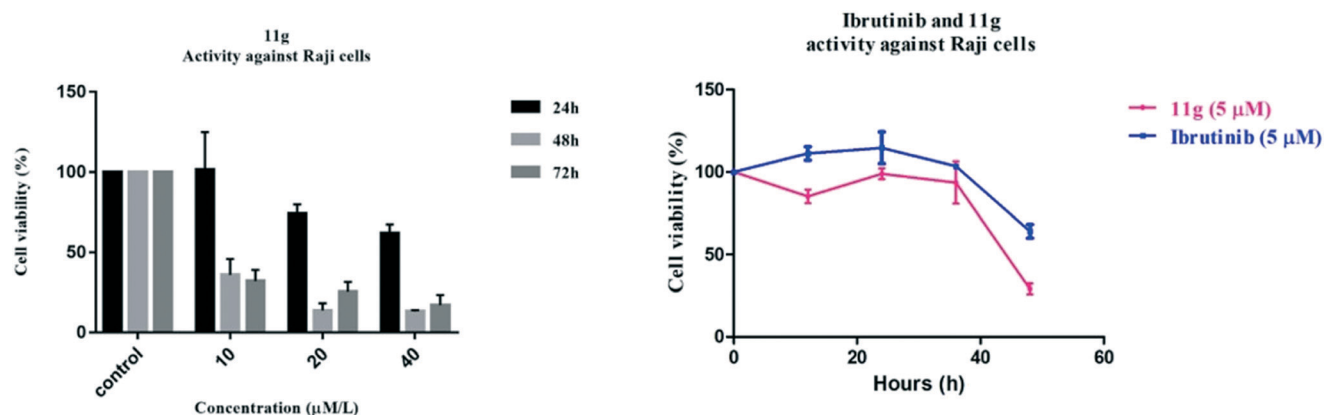 11g
Activity against Raji cells
150
100
50
0
Cell viability (%)
control
10
20
40
Concentration (μM/L)
24h
48h
72h
Ibrutinib and 11g
activity against Raji cells
150
100
50
0
Cell viability (%)
0
20
40
60
Hours (h)
11g (5 μM)
Ibrutinib (5 μM)